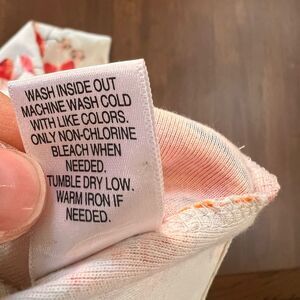 WASH INSIDE OUT
MACHINE WASH COLD
WITH LIKE COLORS.
ONLY NON-CHLORINE
BLEACH WHEN
NEEDED.
TUMBLE DRY LOW.
WARM IRON IF
NEEDED.